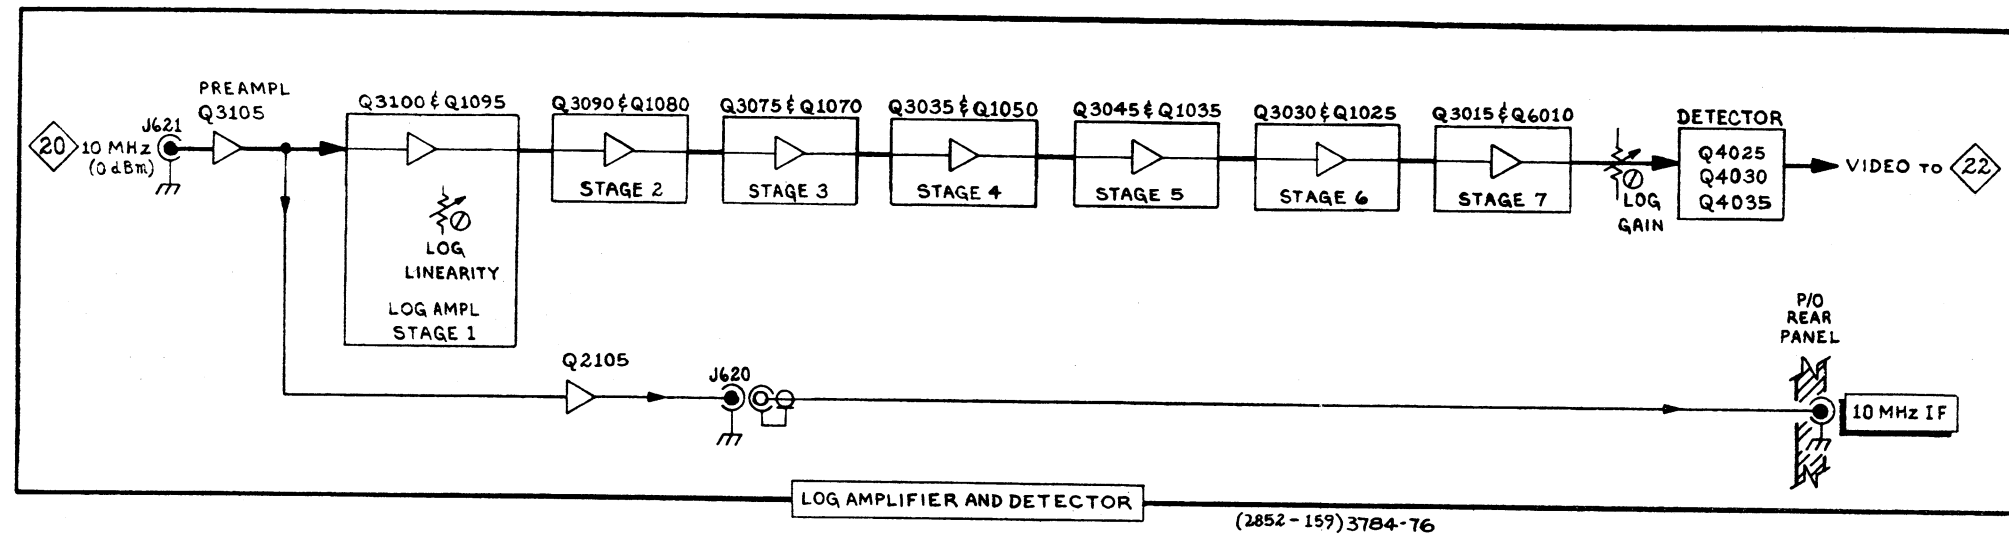 PREAMPL
Q3105
J621
20
10 MHz
(0 dBm)
Q3100 & Q1095
LOG
LINEARITY
LOG AMPL
STAGE 1
Q3090 & Q1080
STAGE 2
Q3075 & Q1070
STAGE 3
Q3035 & Q1050
STAGE 4
Q3045 & Q1035
STAGE 5
Q3030 & Q1025
STAGE 6
Q3015 & Q6010
STAGE 7
LOG
GAIN
DETECTOR
Q4025
Q4030
Q4035
VIDEO TO 22
Q2105
J620
P/O
REAR
PANEL
10 MHz IF
LOG AMPLIFIER AND DETECTOR
(2852-159)3784-76